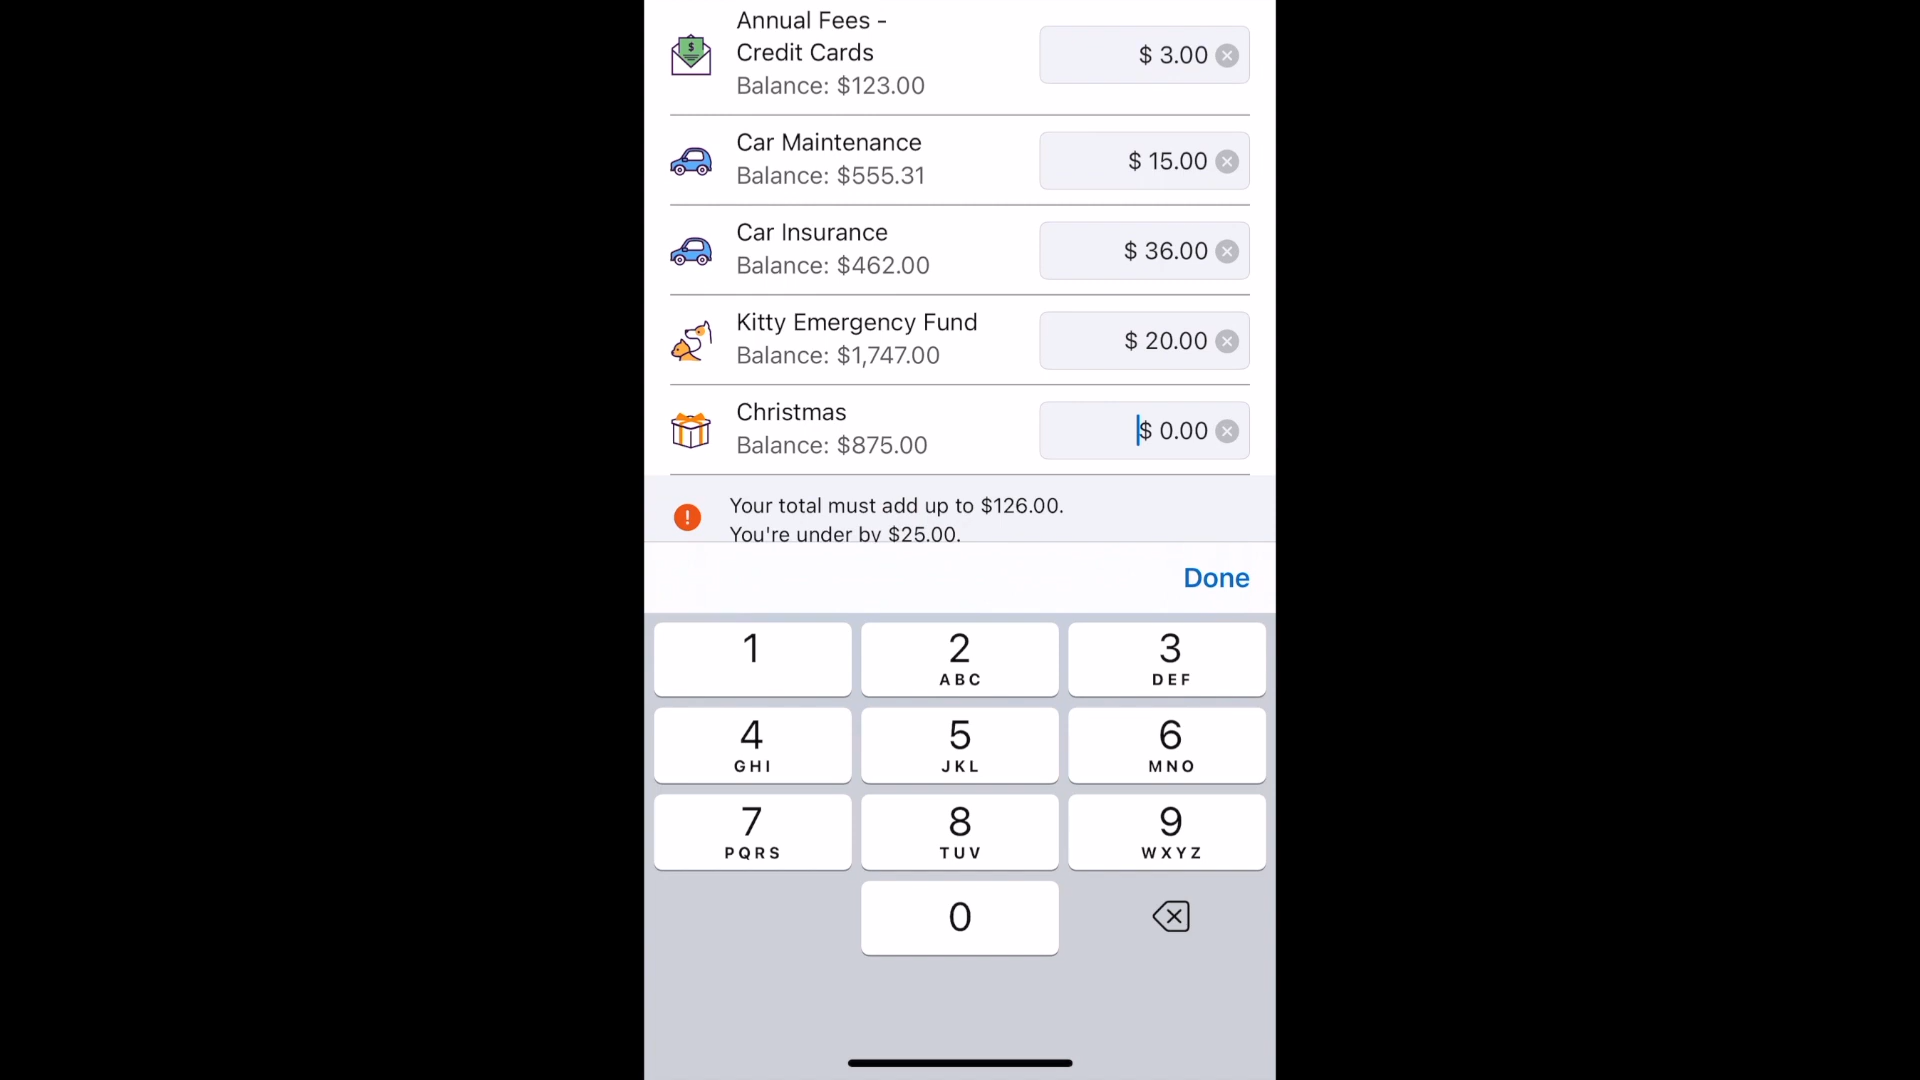 Annual Fees -
Credit Cards
Balance: $123.00
$ 3.00
Car Maintenance
Balance: $555.31
$ 15.00
Car Insurance
Balance: $462.00
$ 36.00
Kitty Emergency Fund
Balance: $1,747.00
$ 20.00
Christmas
Balance: $875.00
$ 0.00
Your total must add up to $126.00.
You're under by $25.00.
Done
1
2
ABC
3
DEF
4
GHI
5
JKL
6
MNO
7
PQRS
8
TUV
9
WXYZ
0